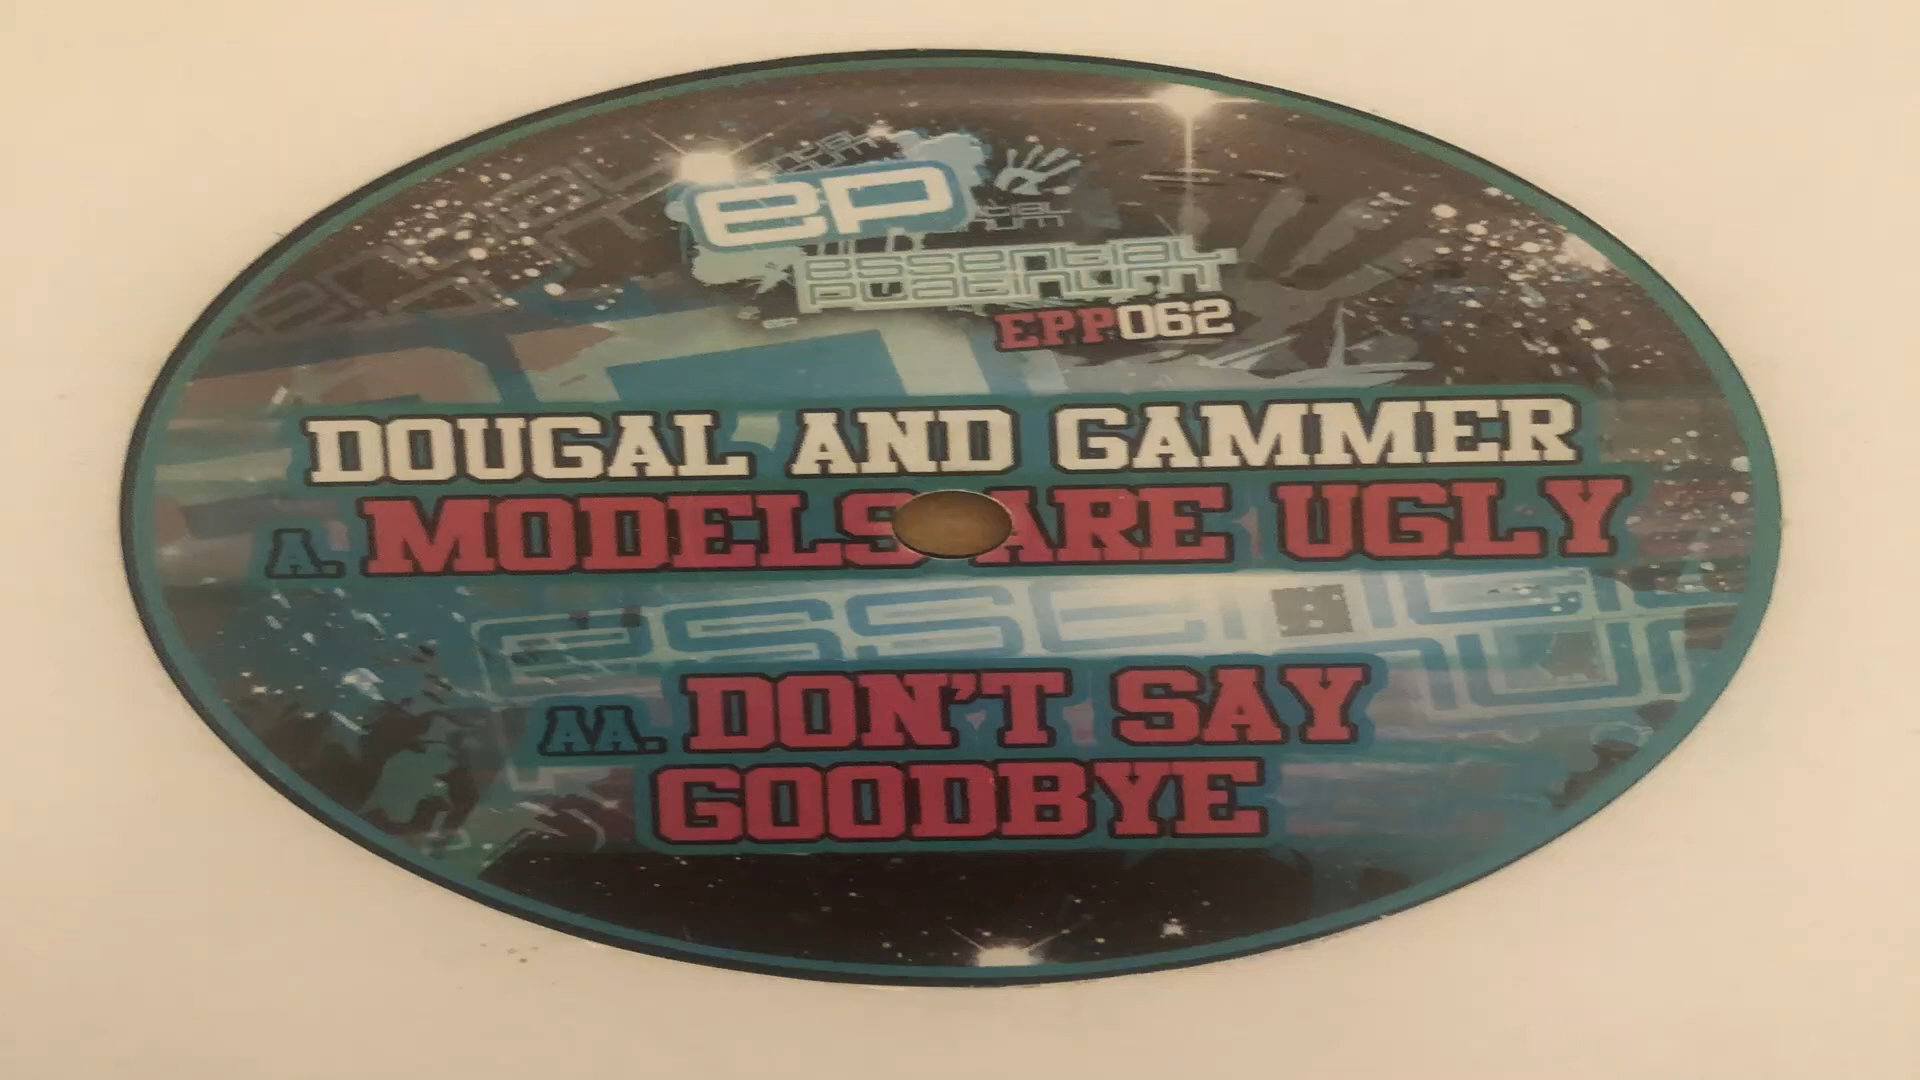 ep
essential
platinum
EPP062
DOUGAL AND GAMMER
A. MODELS ARE UGLY
B
AA. DON'T SAY
GOODBYE